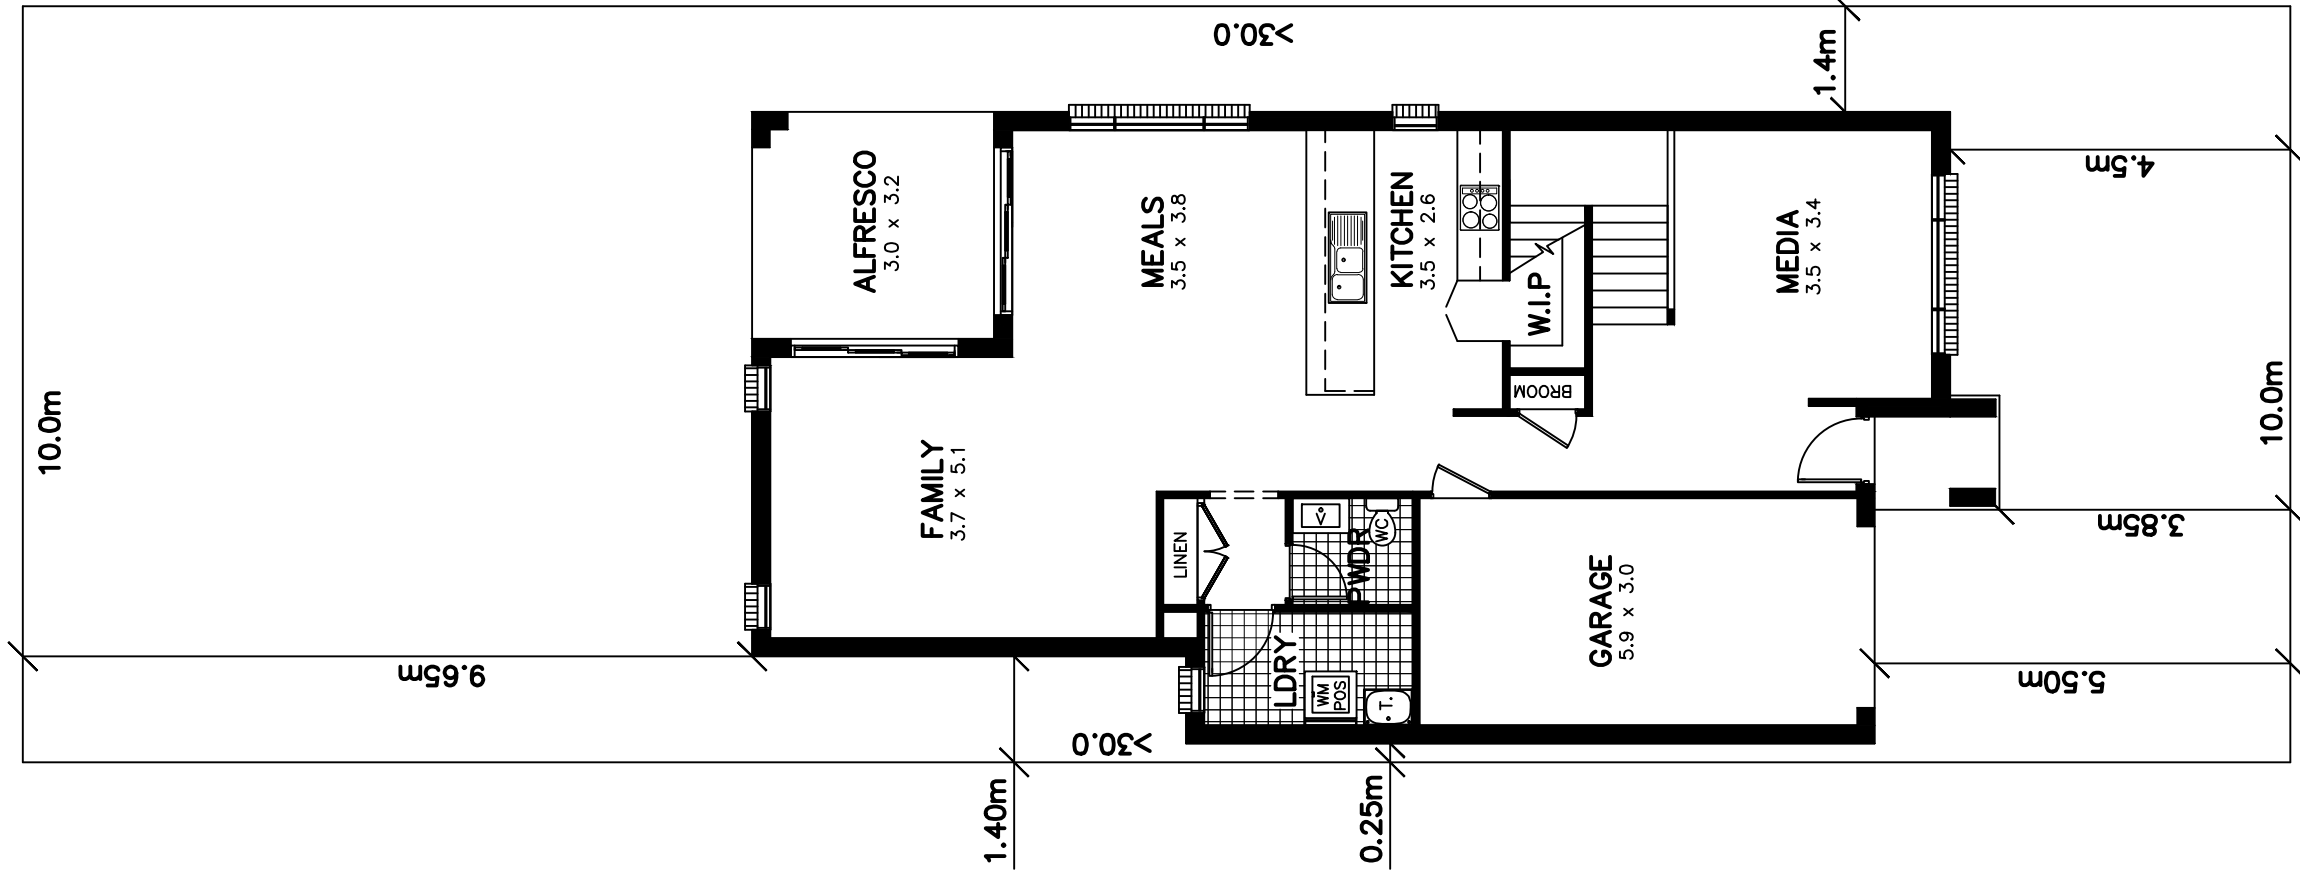 >30.0
1.4m
ALFRESCO
3.0 x 3.2
MEALS
3.5 x 3.8
KITCHEN
3.5 x 2.6
W.I.P
MEDIA
3.5 x 3.4
4.5m
10.0m
BROOM
10.0m
FAMILY
3.7 x 5.1
LINEN
V
WC
PWDR
GARAGE
5.9 x 3.0
3.85m
9.65m
LDRY
WM
POS
T.
5.50m
>30.0
1.40m
0.25m